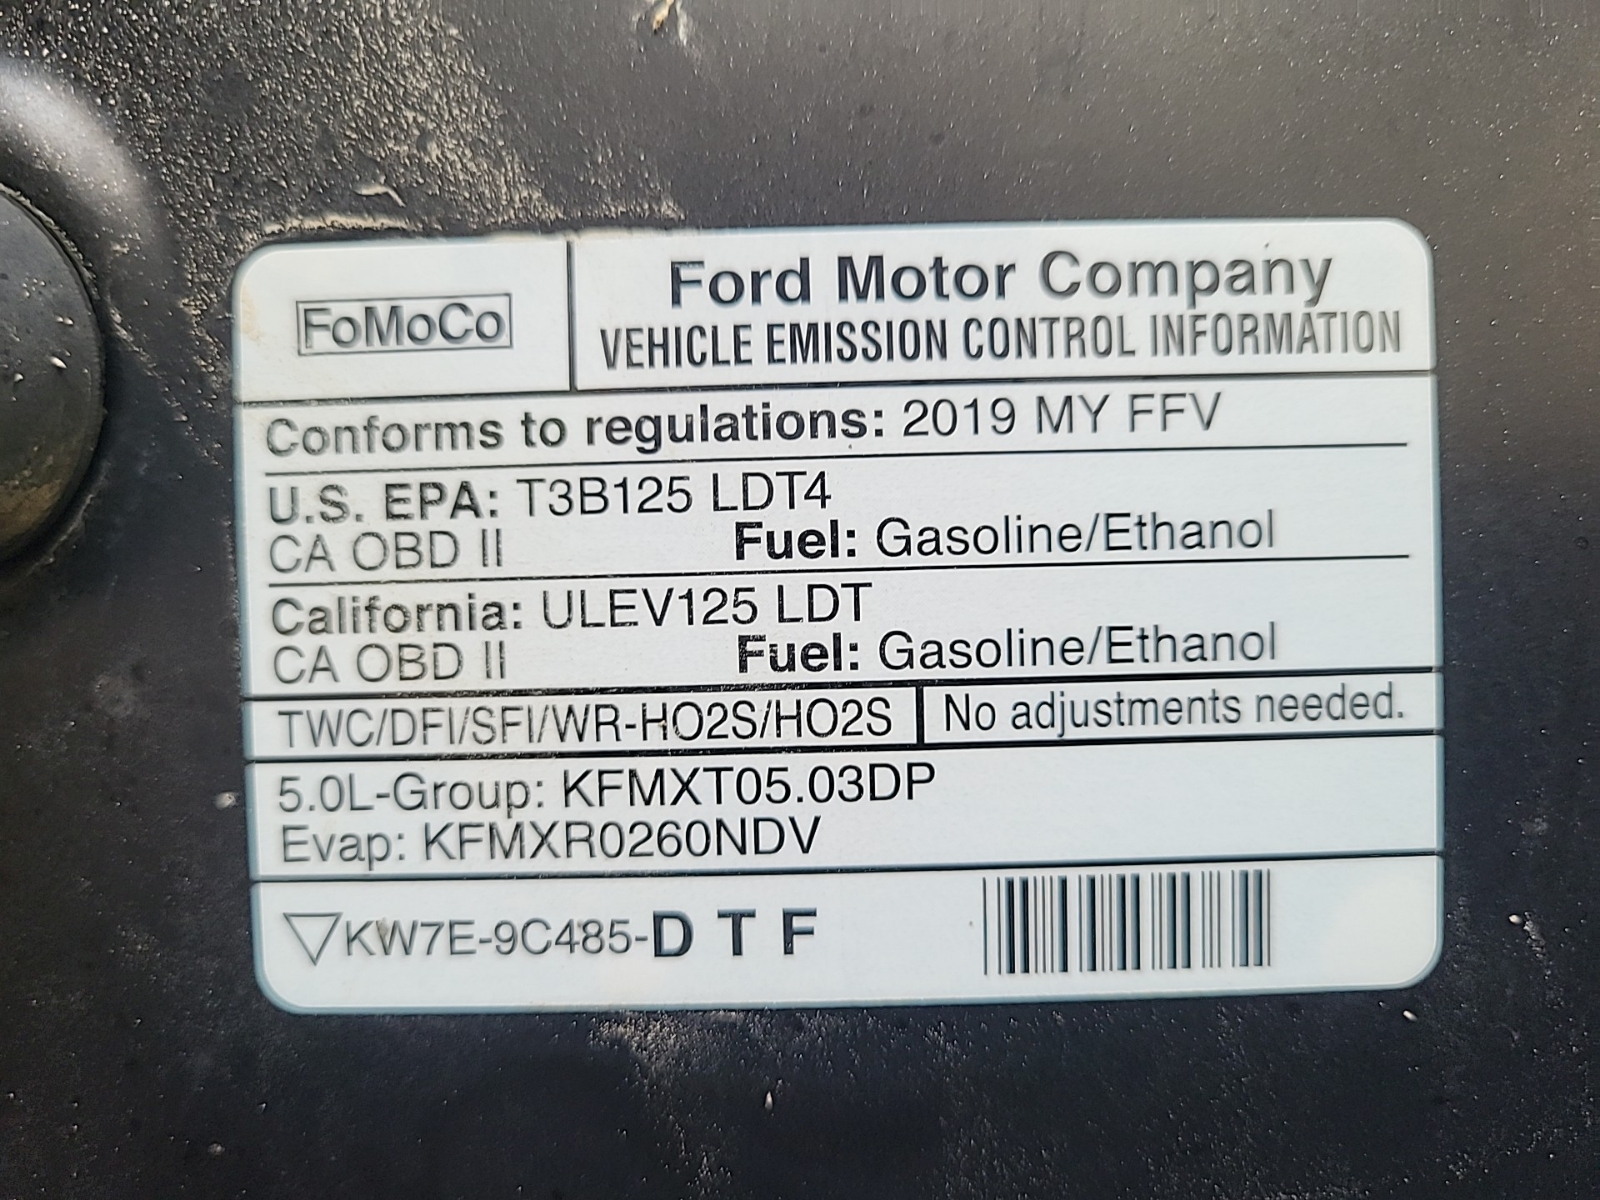 FoMoCo
Ford Motor Company
VEHICLE EMISSION CONTROL INFORMATION
Conforms to regulations: 2019 MY FFV
U.S. EPA: T3B125 LDT4
CA OBD II Fuel: Gasoline/Ethanol
California: ULEV125 LDT
CA OBD II Fuel: Gasoline/Ethanol
TWC/DFI/SFI/WR-HO2S/HO2S No adjustments needed.
5.0L-Group: KFMXT05.03DP
Evap: KFMXR0260NDV
▽KW7E-9C485-D T F